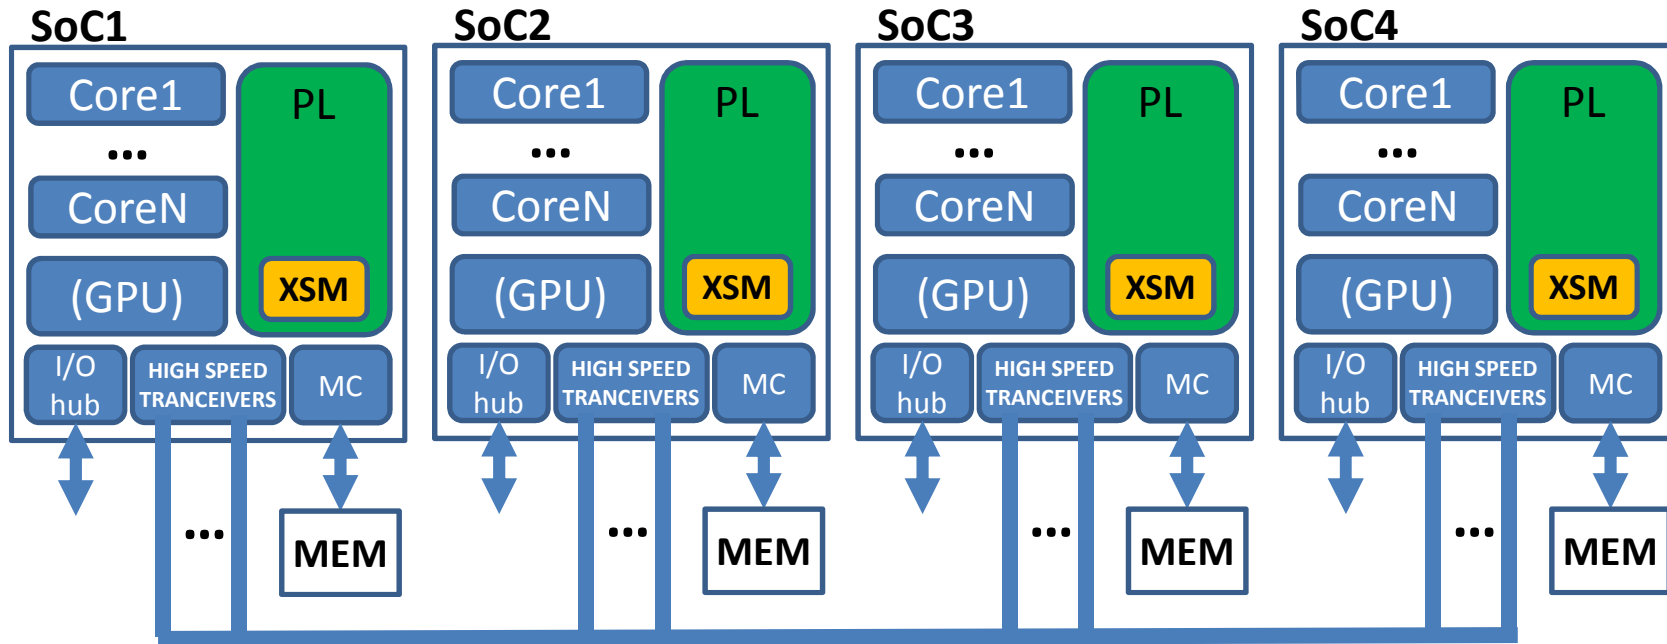 SoC1
Core1
...
CoreN
(GPU)
PL
XSM
I/O
hub
HIGH SPEED
TRANCEIVERS
MC
...
MEM
SoC2
Core1
...
CoreN
(GPU)
PL
XSM
I/O
hub
HIGH SPEED
TRANCEIVERS
MC
...
MEM
SoC3
Core1
...
CoreN
(GPU)
PL
XSM
I/O
hub
HIGH SPEED
TRANCEIVERS
MC
...
MEM
SoC4
Core1
...
CoreN
(GPU)
PL
XSM
I/O
hub
HIGH SPEED
TRANCEIVERS
MC
...
MEM